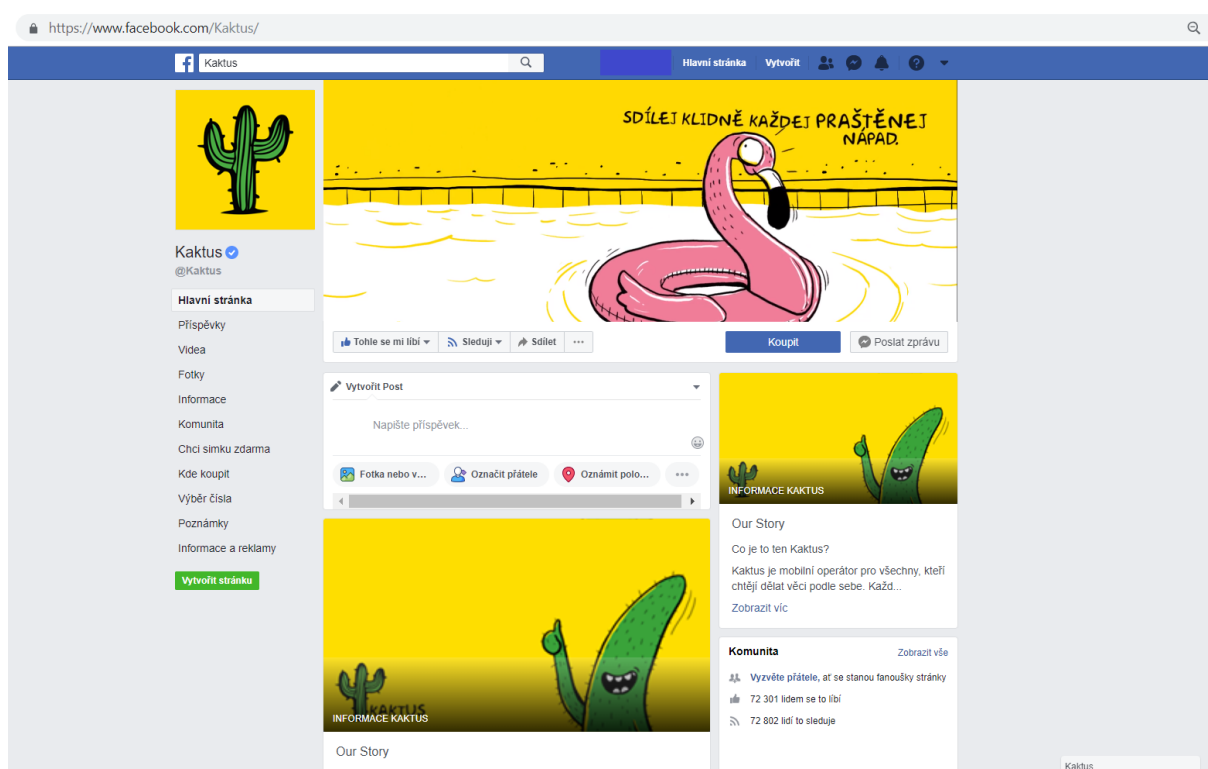 https://www.facebook.com/Kaktus/
Kaktus
Hlavní stránka
Vytvořit
SDÍLEJ KLIDNĚ KAŽDEJ PRAŠTĚNEJ
NÁPAD.
Kaktus
@Kaktus
Hlavní stránka
Příspěvky
Videa
Fotky
Informace
Komunita
Chci simku zdarma
Kde koupit
Výběr čísla
Poznámky
Informace a reklamy
Vytvořit stránku
Tohle se mi líbí
Sleduji
Sdílet
Koupit
Poslat zprávu
Vytvořit Post
Napište příspěvek...
Fotka nebo v...
Označit přátele
Oznámit polo...
KAKTUS
INFORMACE KAKTUS
Our Story
INFORMACE KAKTUS
Our Story
Co je to ten Kaktus?
Kaktus je mobilní operátor pro všechny, kteří
chtějí dělat věci podle sebe. Každ...
Zobrazit víc
Komunita
Zobrazit vše
Vyzvěte přátele, ať se stanou fanoušky stránky
72 301 lidem se to líbí
72 802 lidí to sleduje
Kaktus